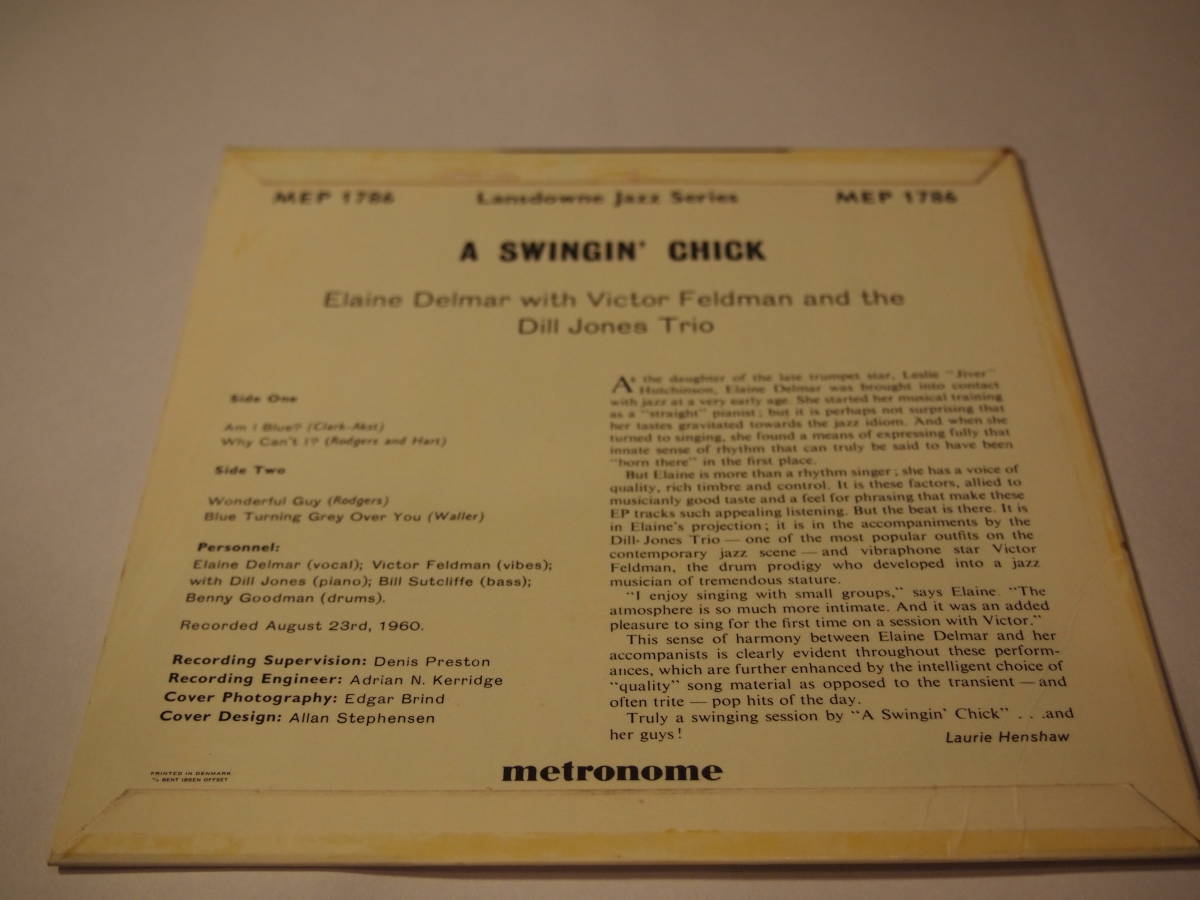 MEP 1786 Lansdowne Jazz Series MEP 1786
A SWINGIN' CHICK
Elaine Delmar with Victor Feldman and the
Dill Jones Trio
Side One
Am I Blue? (Clark-Akst)
Why Can't I? (Rodgers and Hart)
Side Two
Wonderful Guy (Rodgers)
Blue Turning Grey Over You (Waller)
Personnel:
Elaine Delmar (vocal); Victor Feldman (vibes);
with Dill Jones (piano); Bill Sutcliffe (bass);
Benny Goodman (drums).
Recorded August 23rd, 1960.
Recording Supervision: Denis Preston
Recording Engineer: Adrian N. Kerridge
Cover Photography: Edgar Brind
Cover Design: Allan Stephensen
As the daughter of the late trumpet star, Leslie "Jiver"
Hutchinson, Elaine Delmar was brought into contact
with jazz at a very early age. She started her musical training
as a "straight" pianist; but it is perhaps not surprising that
her tastes gravitated towards the jazz idiom. And when she
turned to singing, she found a means of expressing fully that
innate sense of rhythm that can truly be said to have been
"born there" in the first place.
But Elaine is more than a rhythm singer; she has a voice of
quality, rich timbre and control. It is these factors, allied to
musicianly good taste and a feel for phrasing that make these
EP tracks such appealing listening. But the beat is there. It is
in Elaine's projection; it is in the accompaniments by the
Dill-Jones Trio — one of the most popular outfits on the
contemporary jazz scene — and vibraphone star Victor
Feldman, the drum prodigy who developed into a jazz
musician of tremendous stature.
"I enjoy singing with small groups," says Elaine. "The
atmosphere is so much more intimate. And it was an added
pleasure to sing for the first time on a session with Victor."
This sense of harmony between Elaine Delmar and her
accompanists is clearly evident throughout these perform-
ances, which are further enhanced by the intelligent choice of
"quality" song material as opposed to the transient — and
often trite — pop hits of the day.
Truly a swinging session by "A Swingin' Chick" . . .and
her guys!
Laurie Henshaw
PRINTED IN DENMARK
BENT IBSEN OFFSET
metronome